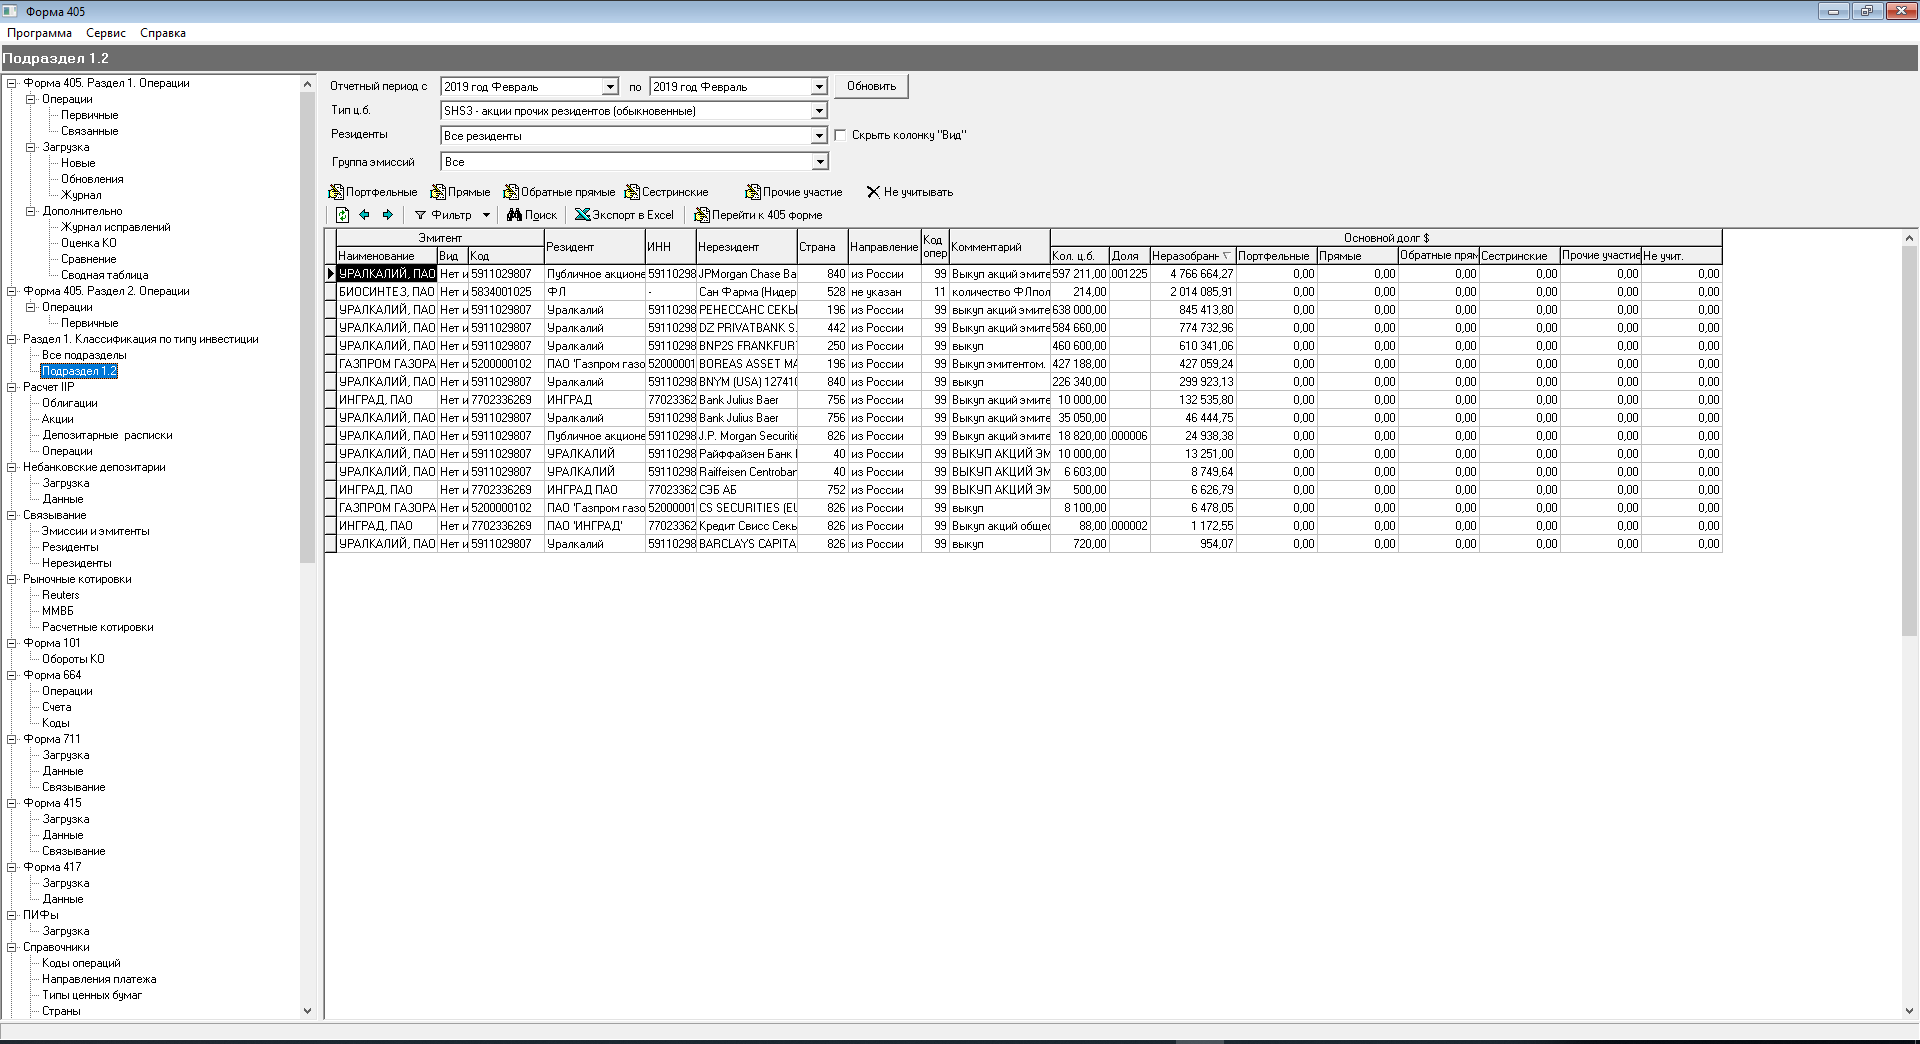 Форма 405
Программа Сервис Справка
Подраздел 1.2
Форма 405. Раздел 1. Операции
Операции
Первичные
Связанные
Загрузка
Новые
Обновления
Журнал
Дополнительно
Журнал исправлений
Оценка КО
Сравнение
Сводная таблица
Форма 405. Раздел 2. Операции
Операции
Первичные
Раздел 1. Классификация по типу инвестиции
Все подразделы
Подраздел 1.2
Расчет IIP
Облигации
Акции
Депозитарные расписки
Операции
Небанковские депозитарии
Загрузка
Данные
Связывание
Эмиссии и эмитенты
Резиденты
Нерезиденты
Рыночные котировки
Reuters
ММВБ
Расчетные котировки
Форма 101
Обороты КО
Форма 664
Операции
Счета
Коды
Форма 711
Загрузка
Данные
Связывание
Форма 415
Загрузка
Данные
Связывание
Форма 417
Загрузка
Данные
ПИФы
Загрузка
Справочники
Коды операций
Направления платежа
Типы ценных бумаг
Страны
Отчетный период с 2019 год Февраль по 2019 год Февраль Обновить
Тип ц.б. SHS3 - акции прочих резидентов (обыкновенные)
Резиденты Все резиденты Скрыть колонку "Вид"
Группа эмиссий Все
Портфельные Прямые Обратные прямые Сестринские Прочие участие Не учитывать
Фильтр Поиск Экспорт в Excel Перейти к 405 форме
Эмитент Резидент ИНН Нерезидент Страна Направление Код опер Комментарий Основной долг $
Наименование Вид Код Кол. ц.б. Доля Неразобранн Портфельные Прямые Обратные прям Сестринские Прочие участие Не учит.
УРАЛКАЛИЙ, ПАО Нет и 5911029807 Публичное акционе 59110298 JPMorgan Chase Ba 840 из России 99 Выкуп акций эмите 597 211,00 .001225 4 766 664,27 0,00 0,00 0,00 0,00 0,00 0,00
БИОСИНТЕЗ, ПАО Нет и 5834001025 ФЛ - Сан Фарма (Нидер 528 не указан 11 количество ФЛпол 214,00 2 014 085,91 0,00 0,00 0,00 0,00 0,00 0,00
УРАЛКАЛИЙ, ПАО Нет и 5911029807 Уралкалий 59110298 РЕНЕССАНС СЕКЬ 196 из России 99 выкуп акций эмите 638 000,00 845 413,80 0,00 0,00 0,00 0,00 0,00 0,00
УРАЛКАЛИЙ, ПАО Нет и 5911029807 Уралкалий 59110298 DZ PRIVATBANK S. 442 из России 99 Выкуп акций эмите 584 660,00 774 732,96 0,00 0,00 0,00 0,00 0,00 0,00
УРАЛКАЛИЙ, ПАО Нет и 5911029807 Уралкалий 59110298 BNP2S FRANKFUR 250 из России 99 выкуп 460 600,00 610 341,06 0,00 0,00 0,00 0,00 0,00 0,00
ГАЗПРОМ ГАЗОРА Нет и 5200000102 ПАО "Газпром газо 52000001 BOREAS ASSET MA 196 из России 99 Выкуп эмитентом. 427 188,00 427 059,24 0,00 0,00 0,00 0,00 0,00 0,00
УРАЛКАЛИЙ, ПАО Нет и 5911029807 Уралкалий 59110298 BNYM (USA) 12741( 840 из России 99 выкуп 226 340,00 299 923,13 0,00 0,00 0,00 0,00 0,00 0,00
ИНГРАД, ПАО Нет и 7702336269 ИНГРАД 77023362 Bank Julius Baer 756 из России 99 Выкуп акций эмите 10 000,00 132 535,80 0,00 0,00 0,00 0,00 0,00 0,00
УРАЛКАЛИЙ, ПАО Нет и 5911029807 Уралкалий 59110298 Bank Julius Baer 756 из России 99 Выкуп акций эмите 35 050,00 46 444,75 0,00 0,00 0,00 0,00 0,00 0,00
УРАЛКАЛИЙ, ПАО Нет и 5911029807 Публичное акционе 59110298 J.P. Morgan Securitie 826 из России 99 Выкуп акций эмите 18 820,00 .000006 24 938,38 0,00 0,00 0,00 0,00 0,00 0,00
УРАЛКАЛИЙ, ПАО Нет и 5911029807 УРАЛКАЛИЙ 59110298 Райффайзен Банк 40 из России 99 ВЫКУП АКЦИЙ ЭМ 10 000,00 13 251,00 0,00 0,00 0,00 0,00 0,00 0,00
УРАЛКАЛИЙ, ПАО Нет и 5911029807 УРАЛКАЛИЙ 59110298 Raiffeisen Centrobar 40 из России 99 ВЫКУП АКЦИЙ ЭМ 6 603,00 8 749,64 0,00 0,00 0,00 0,00 0,00 0,00
ИНГРАД, ПАО Нет и 7702336269 ИНГРАД ПАО 77023362 СЭБ АБ 752 из России 99 ВЫКУП АКЦИЙ ЭМ 500,00 6 626,79 0,00 0,00 0,00 0,00 0,00 0,00
ГАЗПРОМ ГАЗОРА Нет и 5200000102 ПАО "Газпром газо 52000001 CS SECURITIES (EU 826 из России 99 выкуп 8 100,00 6 478,05 0,00 0,00 0,00 0,00 0,00 0,00
ИНГРАД, ПАО Нет и 7702336269 ПАО "ИНГРАД" 77023362 Кредит Свисс Секь 826 из России 99 Выкуп акций общес 88,00 .000002 1 172,55 0,00 0,00 0,00 0,00 0,00 0,00
УРАЛКАЛИЙ, ПАО Нет и 5911029807 Уралкалий 59110298 BARCLAYS CAPITA 826 из России 99 выкуп 720,00 954,07 0,00 0,00 0,00 0,00 0,00 0,00